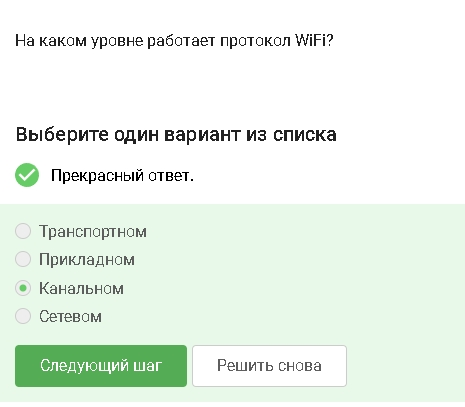 На каком уровне работает протокол WiFi?
Выберите один вариант из списка
Прекрасный ответ.
Транспортном
Прикладном
Канальном
Сетевом
Следующий шаг
Решить снова